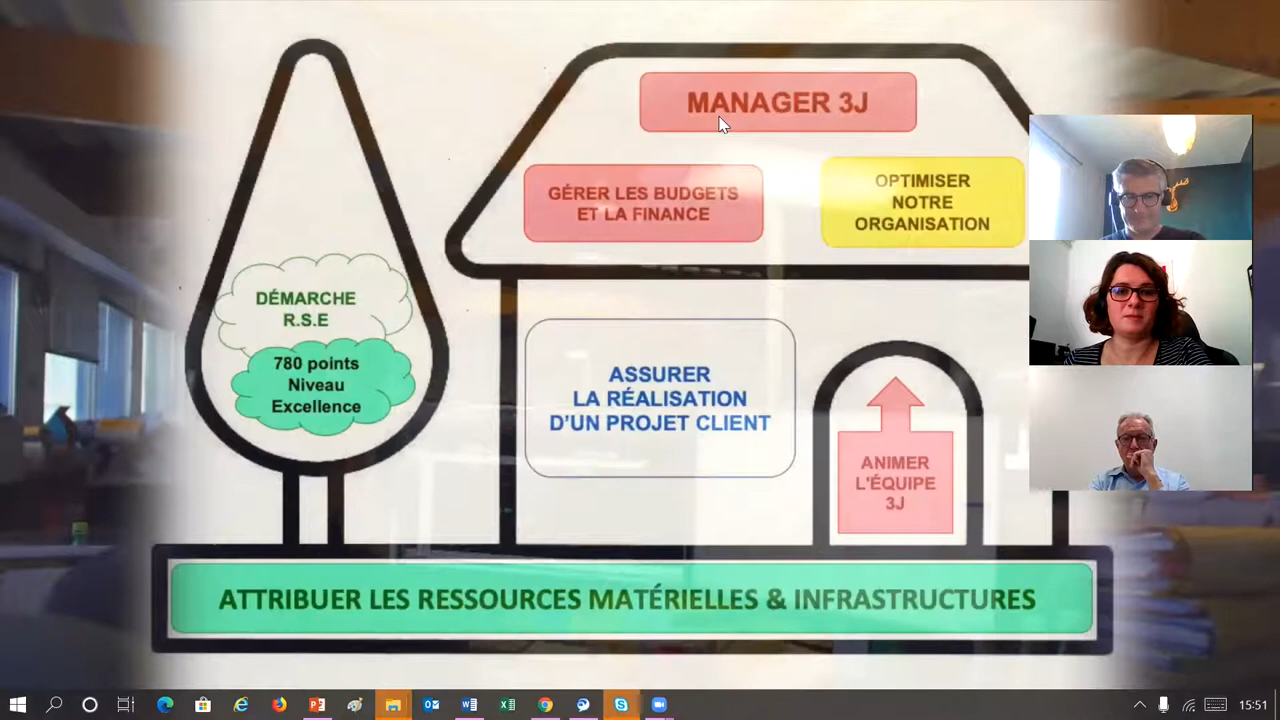 MANAGER 3J
GÉRER LES BUDGETS
ET LA FINANCE
OPTIMISER
NOTRE
ORGANISATION
DÉMARCHE
R.S.E
780 points
Niveau
Excellence
ASSURER
LA RÉALISATION
D'UN PROJET CLIENT
ANIMER
L'ÉQUIPE
3J
ATTRIBUER LES RESSOURCES MATÉRIELLES & INFRASTRUCTURES
15:51